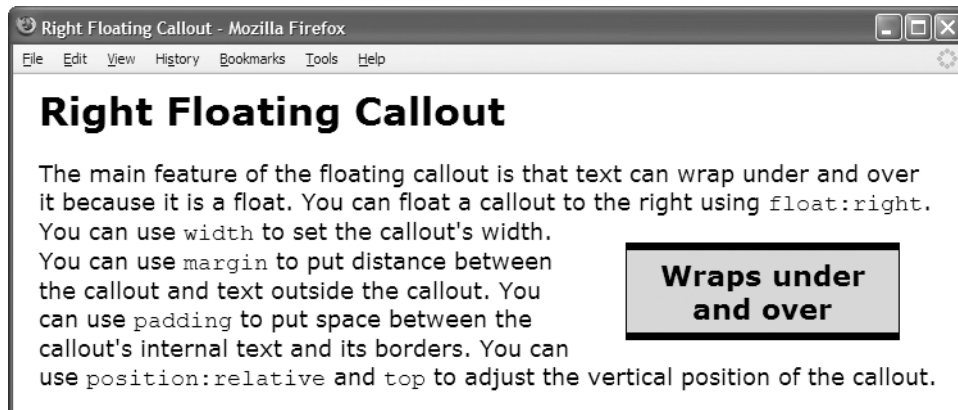 Right Floating Callout - Mozilla Firefox
File Edit View History Bookmarks Tools Help
Right Floating Callout
The main feature of the floating callout is that text can wrap under and over
it because it is a float. You can float a callout to the right using float:right.
You can use width to set the callout's width.
You can use margin to put distance between
the callout and text outside the callout. You
can use padding to put space between the
callout's internal text and its borders. You can
use position:relative and top to adjust the vertical position of the callout.
Wraps under
and over